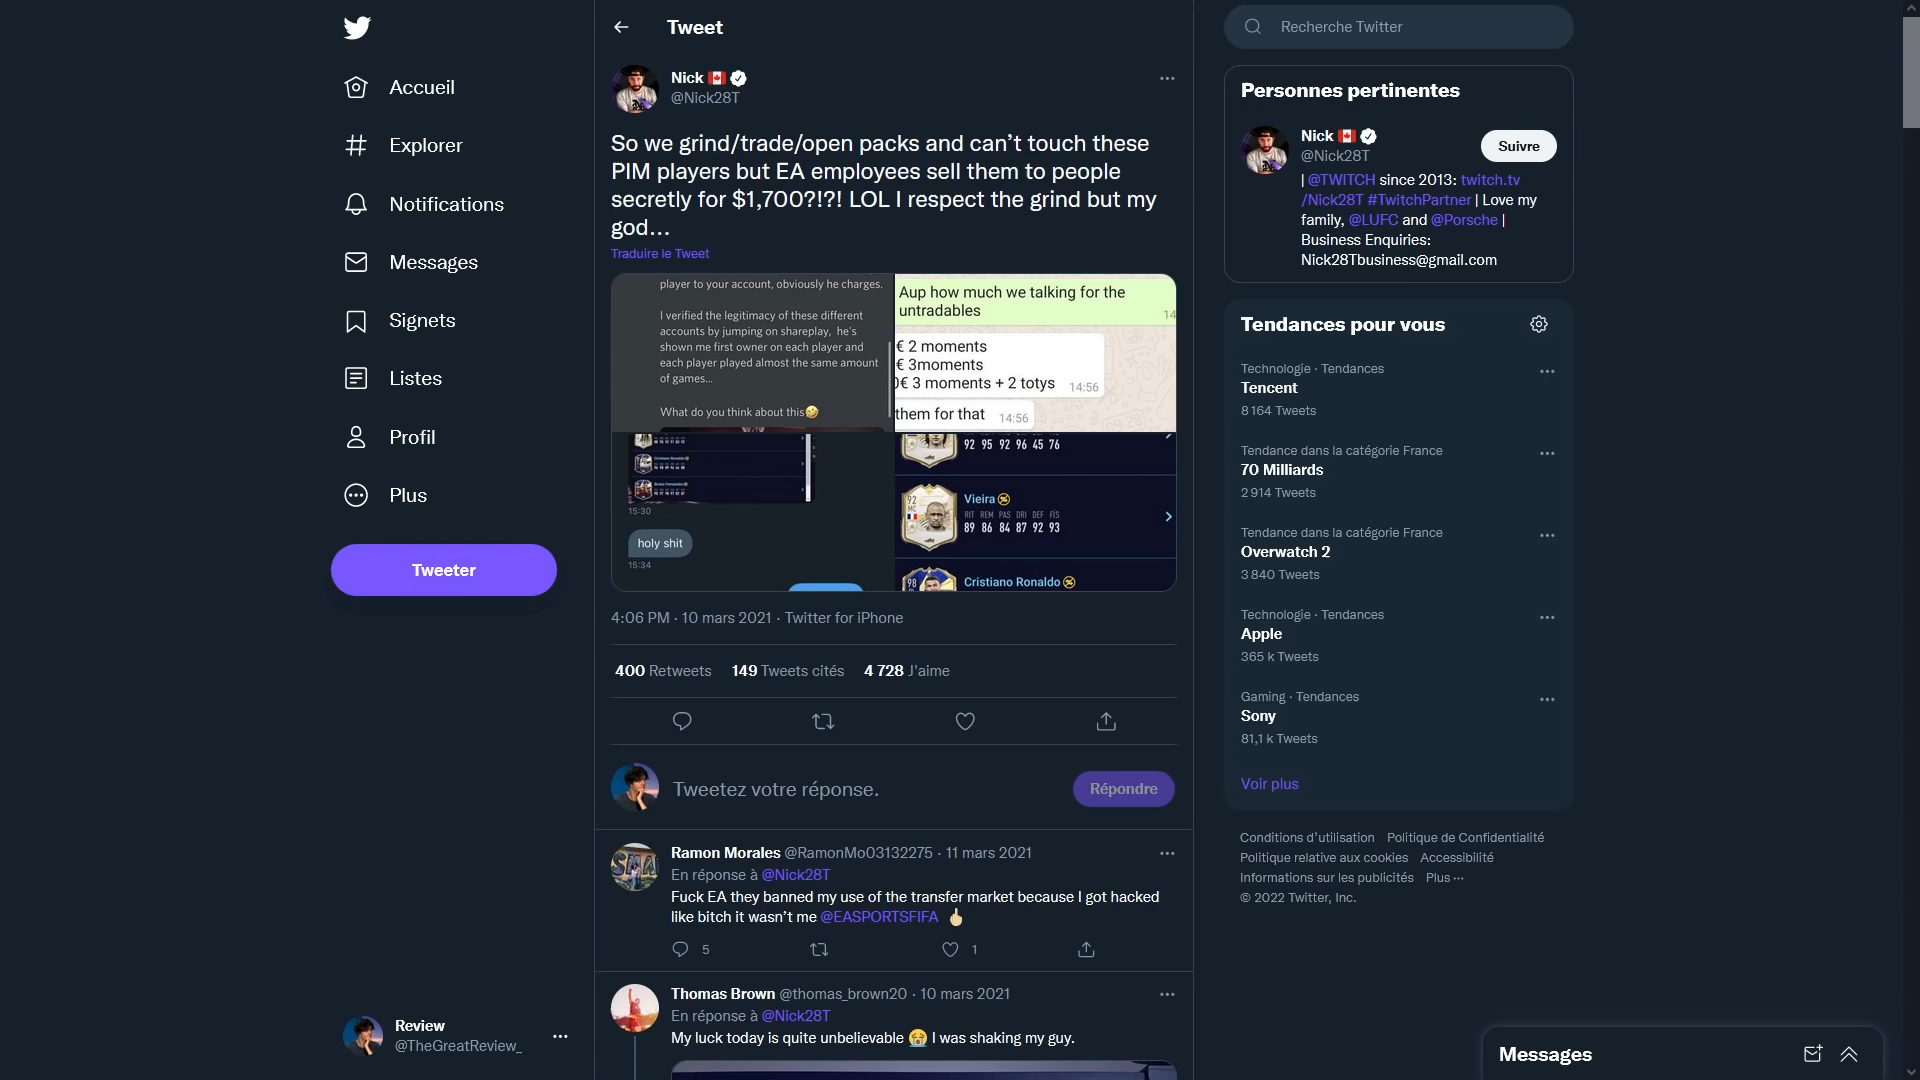 Accueil
Explorer
Notifications
Messages
Signets
Listes
Profil
Plus
Tweeter
Review
@TheGreatReview_
Tweet
Nick
@Nick28T
So we grind/trade/open packs and can’t touch these
PIM players but EA employees sell them to people
secretly for $1,700?!?! LOL I respect the grind but my
god…
Traduire le Tweet
player to your account, obviously he charges.
I verified the legitimacy of these different
accounts by jumping on shareplay, he's
shown me first owner on each player and
each player played almost the same amount
of games...
What do you think about this🤣
Aup how much we talking for the
untradables
14
€ 2 moments
€ 3moments
0€ 3 moments + 2 totys 14:56
them for that 14:56
Cristiano Ronaldo
Bruno Fernandes
15:30
holy shit
15:34
92 95 92 96 45 76
92
MC
Vieira
RIT REM PAS DRI DEF FÍS
89 86 84 87 92 93
98
Cristiano Ronaldo
4:06 PM · 10 mars 2021 · Twitter for iPhone
400 Retweets 149 Tweets cités 4 728 J'aime
Tweetez votre réponse.
Répondre
Ramon Morales @RamonMo03132275 · 11 mars 2021
En réponse à @Nick28T
Fuck EA they banned my use of the transfer market because I got hacked
like bitch it wasn’t me @EASPORTSFIFA 🖕🏻
5
1
Thomas Brown @thomas_brown20 · 10 mars 2021
En réponse à @Nick28T
My luck today is quite unbelievable 😭 I was shaking my guy.
Recherche Twitter
Personnes pertinentes
Nick
@Nick28T
Suivre
| @TWITCH since 2013: twitch.tv
/Nick28T #TwitchPartner | Love my
family, @LUFC and @Porsche |
Business Enquiries:
Nick28Tbusiness@gmail.com
Tendances pour vous
Technologie · Tendances
Tencent
8 164 Tweets
Tendance dans la catégorie France
70 Milliards
2 914 Tweets
Tendance dans la catégorie France
Overwatch 2
3 840 Tweets
Technologie · Tendances
Apple
365 k Tweets
Gaming · Tendances
Sony
81,1 k Tweets
Voir plus
Conditions d’utilisation Politique de Confidentialité
Politique relative aux cookies Accessibilité
Informations sur les publicités Plus ···
© 2022 Twitter, Inc.
Messages